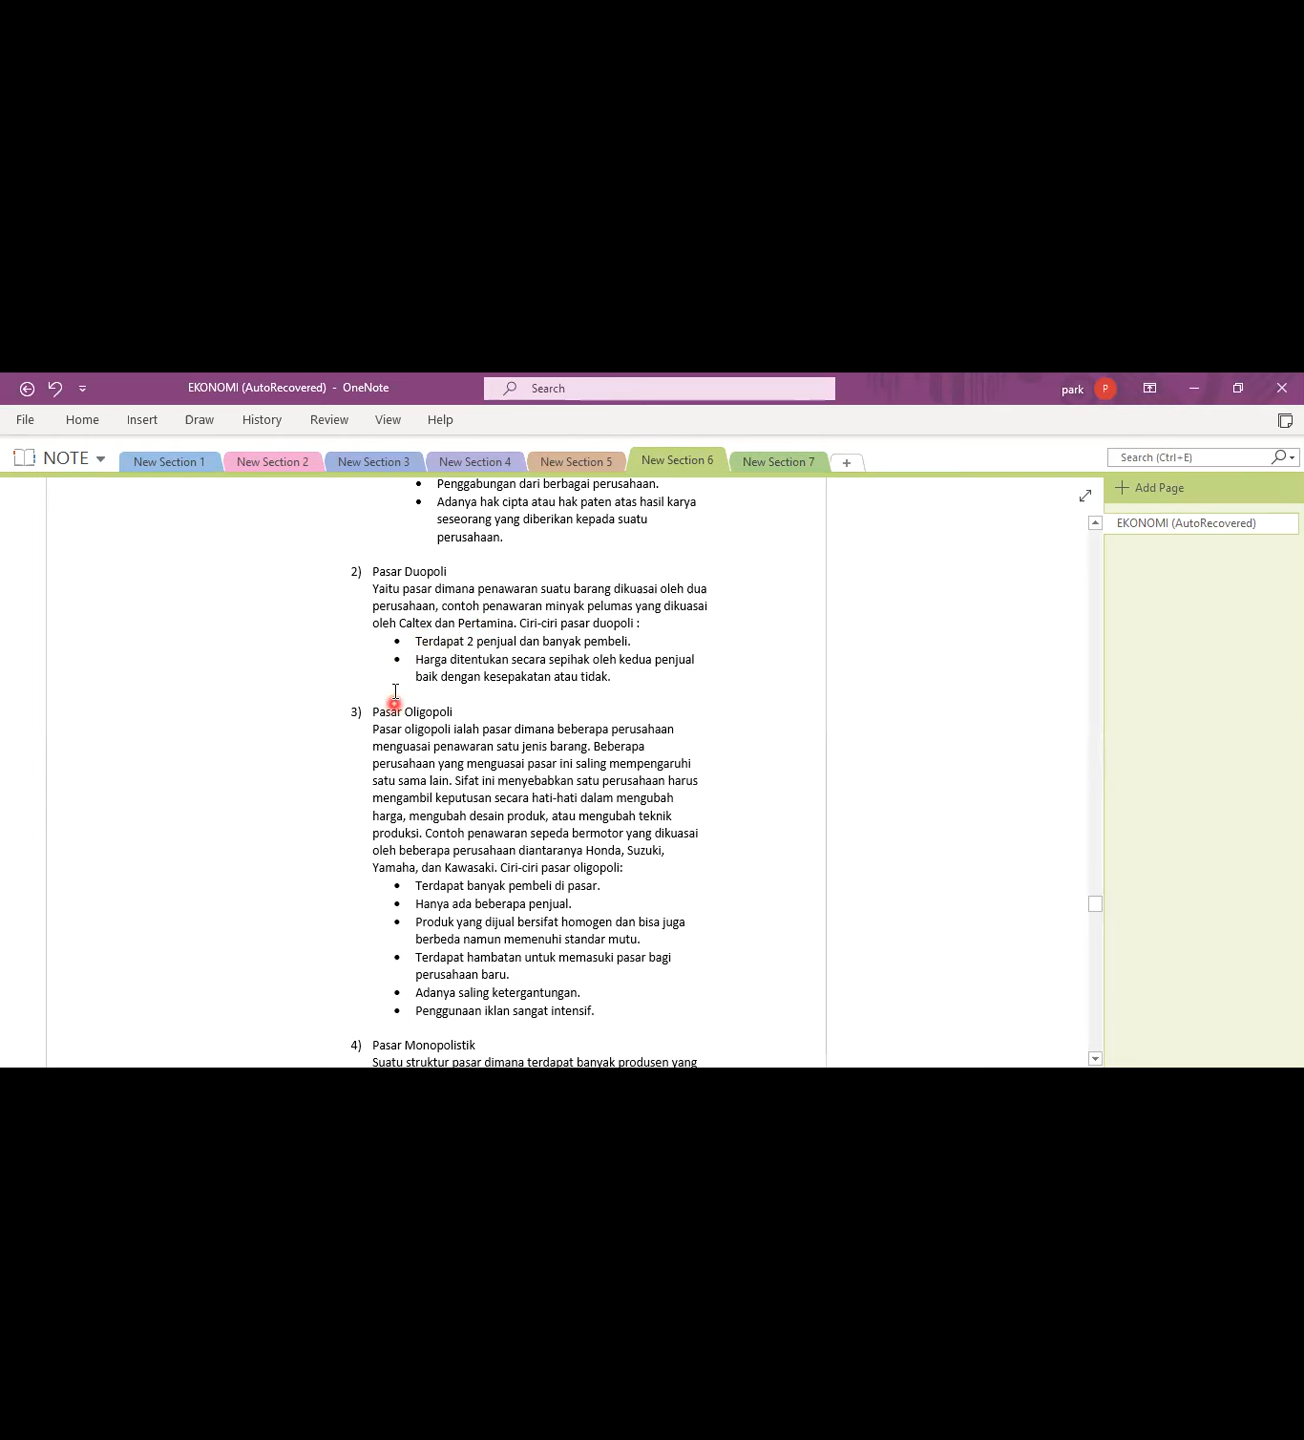 EKONOMI (AutoRecovered) - OneNote
Search
park
P
File Home Insert Draw History Review View Help
NOTE
New Section 1
New Section 2
New Section 3
New Section 4
New Section 5
New Section 6
New Section 7
+
Search (Ctrl+E)
Add Page
EKONOMI (AutoRecovered)
• Penggabungan dari berbagai perusahaan.
• Adanya hak cipta atau hak paten atas hasil karya
seseorang yang diberikan kepada suatu
perusahaan.
2) Pasar Duopoli
Yaitu pasar dimana penawaran suatu barang dikuasai oleh dua
perusahaan, contoh penawaran minyak pelumas yang dikuasai
oleh Caltex dan Pertamina. Ciri-ciri pasar duopoli :
• Terdapat 2 penjual dan banyak pembeli.
• Harga ditentukan secara sepihak oleh kedua penjual
baik dengan kesepakatan atau tidak.
3) Pasar Oligopoli
Pasar oligopoli ialah pasar dimana beberapa perusahaan
menguasai penawaran satu jenis barang. Beberapa
perusahaan yang menguasai pasar ini saling mempengaruhi
satu sama lain. Sifat ini menyebabkan satu perusahaan harus
mengambil keputusan secara hati-hati dalam mengubah
harga, mengubah desain produk, atau mengubah teknik
produksi. Contoh penawaran sepeda bermotor yang dikuasai
oleh beberapa perusahaan diantaranya Honda, Suzuki,
Yamaha, dan Kawasaki. Ciri-ciri pasar oligopoli:
• Terdapat banyak pembeli di pasar.
• Hanya ada beberapa penjual.
• Produk yang dijual bersifat homogen dan bisa juga
berbeda namun memenuhi standar mutu.
• Terdapat hambatan untuk memasuki pasar bagi
perusahaan baru.
• Adanya saling ketergantungan.
• Penggunaan iklan sangat intensif.
4) Pasar Monopolistik
Suatu struktur pasar dimana terdapat banyak produsen yang